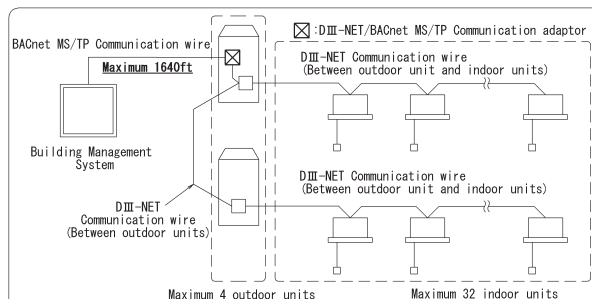 :DⅢ-NET/BACnet MS/TP Communication adaptor
BACnet MS/TP Communication wire
Maximum 1640ft
DⅢ-NET Communication wire
(Between outdoor unit and indoor units)
Building Management
System
DⅢ-NET Communication wire
(Between outdoor unit and indoor units)
DⅢ-NET
Communication wire
(Between outdoor units)
Maximum 4 outdoor units
Maximum 32 indoor units